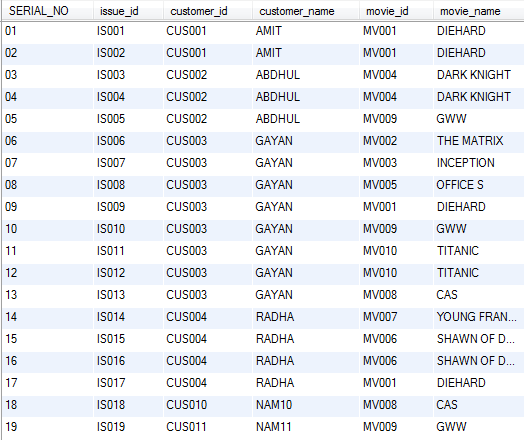 SERIAL_NO issue_id customer_id customer_name movie_id movie_name
01 IS001 CUS001 AMIT MV001 DIEHARD
02 IS002 CUS001 AMIT MV001 DIEHARD
03 IS003 CUS002 ABDHUL MV004 DARK KNIGHT
04 IS004 CUS002 ABDHUL MV004 DARK KNIGHT
05 IS005 CUS002 ABDHUL MV009 GWW
06 IS006 CUS003 GAYAN MV002 THE MATRIX
07 IS007 CUS003 GAYAN MV003 INCEPTION
08 IS008 CUS003 GAYAN MV005 OFFICE S
09 IS009 CUS003 GAYAN MV001 DIEHARD
10 IS010 CUS003 GAYAN MV009 GWW
11 IS011 CUS003 GAYAN MV010 TITANIC
12 IS012 CUS003 GAYAN MV010 TITANIC
13 IS013 CUS003 GAYAN MV008 CAS
14 IS014 CUS004 RADHA MV007 YOUNG FRAN...
15 IS015 CUS004 RADHA MV006 SHAWN OF D...
16 IS016 CUS004 RADHA MV006 SHAWN OF D...
17 IS017 CUS004 RADHA MV001 DIEHARD
18 IS018 CUS010 NAM10 MV008 CAS
19 IS019 CUS011 NAM11 MV009 GWW